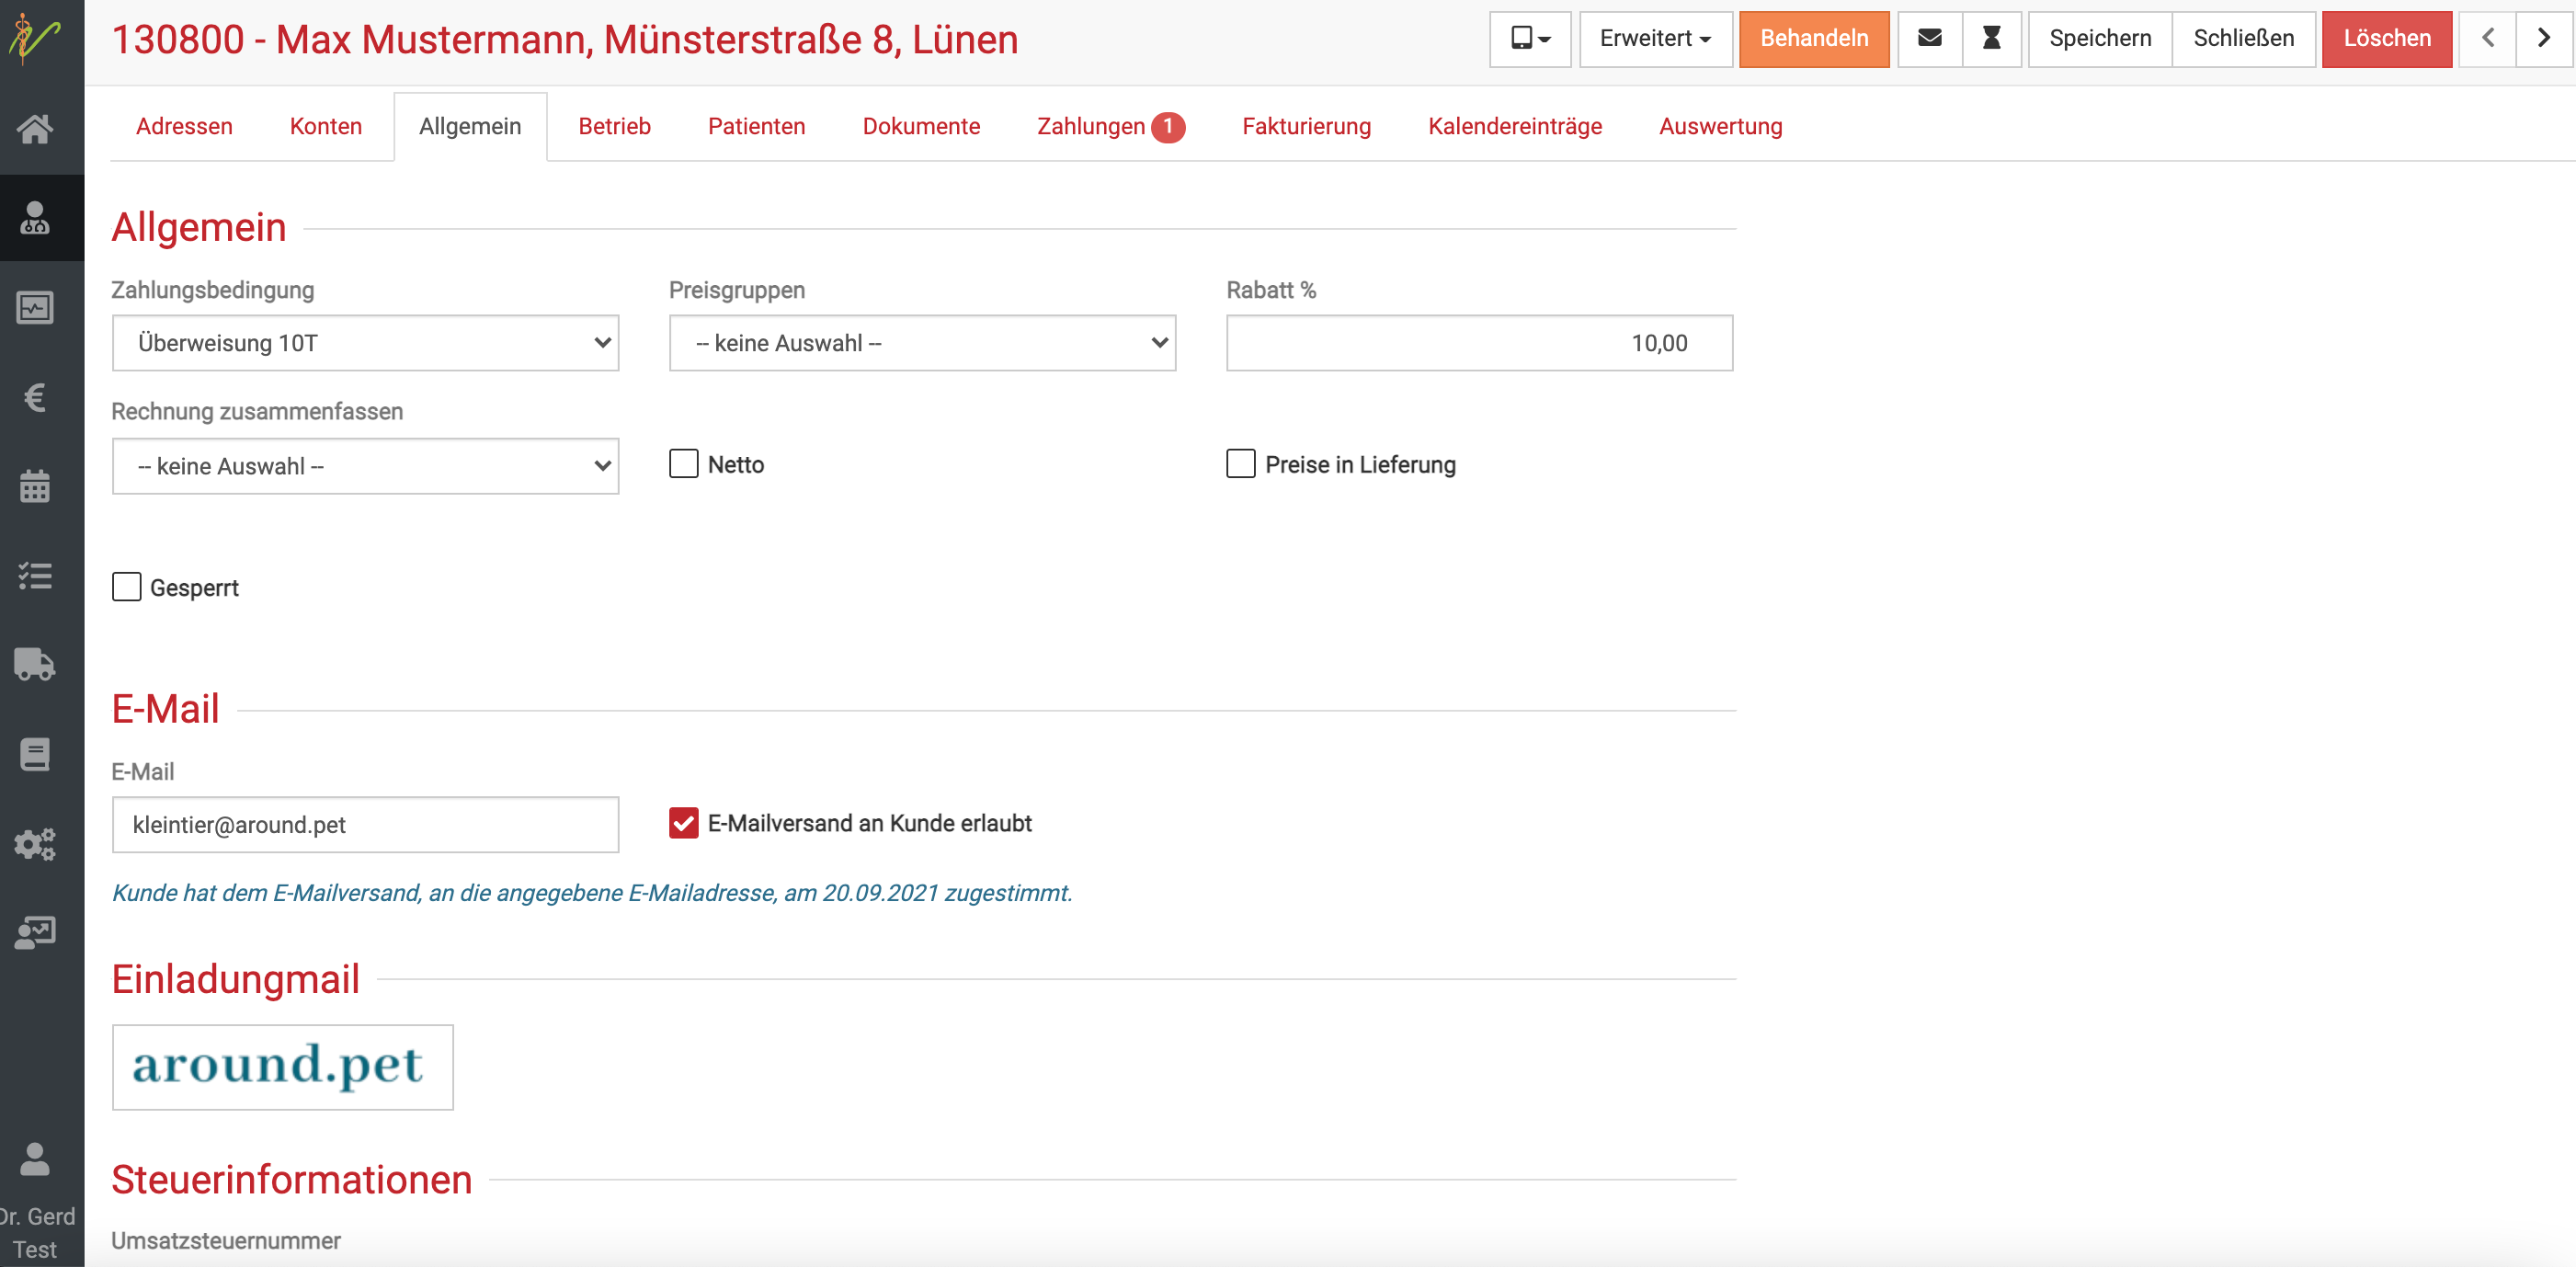 130800 - Max Mustermann, Münsterstraße 8, Lünen
Erweitert
Behandeln
Speichern
Schließen
Löschen
Adressen
Konten
Allgemein
Betrieb
Patienten
Dokumente
Zahlungen 1
Fakturierung
Kalendereinträge
Auswertung
Allgemein
Zahlungsbedingung
Preisgruppen
Rabatt %
Überweisung 10T
-- keine Auswahl --
10,00
Rechnung zusammenfassen
-- keine Auswahl --
Netto
Preise in Lieferung
Gesperrt
E-Mail
E-Mail
kleintier@around.pet
E-Mailversand an Kunde erlaubt
Kunde hat dem E-Mailversand, an die angegebene E-Mailadresse, am 20.09.2021 zugestimmt.
Einladungmail
around.pet
Steuerinformationen
Umsatzsteuernummer
Dr. Gerd
Test